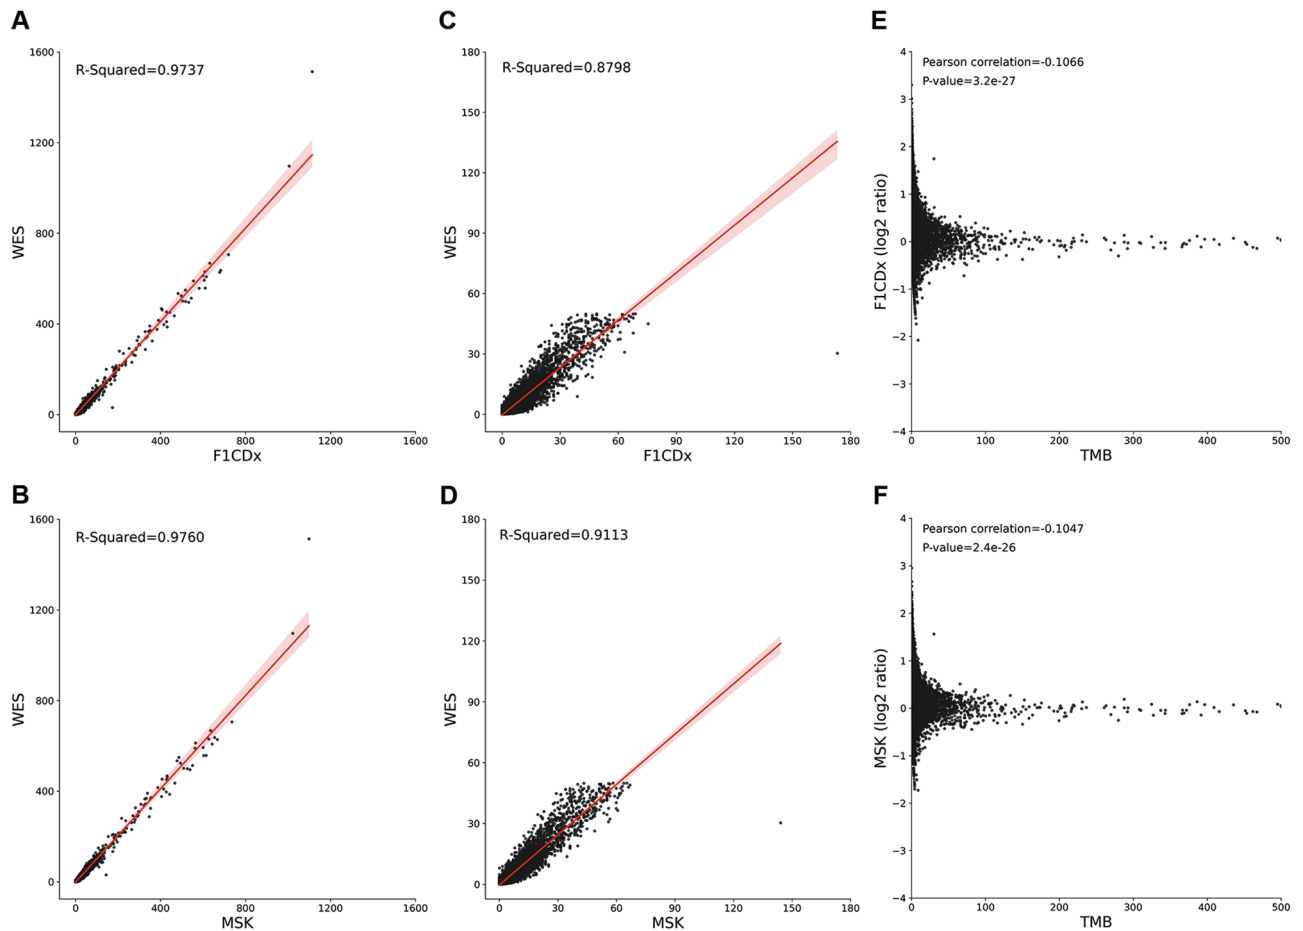 A
R-Squared=0.9737
1600
1200
800
400
0
WES
0 400 800 1200 1600
F1CDx
B
R-Squared=0.9760
1600
1200
800
400
0
WES
0 400 800 1200 1600
MSK
C
R-Squared=0.8798
180
150
120
90
60
30
0
WES
0 30 60 90 120 150 180
F1CDx
D
R-Squared=0.9113
180
150
120
90
60
30
0
WES
0 30 60 90 120 150 180
MSK
E
Pearson correlation=-0.1066
P-value=3.2e-27
4
3
2
1
0
−1
−2
−3
−4
F1CDx (log2 ratio)
0 100 200 300 400 500
TMB
F
Pearson correlation=-0.1047
P-value=2.4e-26
4
3
2
1
0
−1
−2
−3
−4
MSK (log2 ratio)
0 100 200 300 400 500
TMB